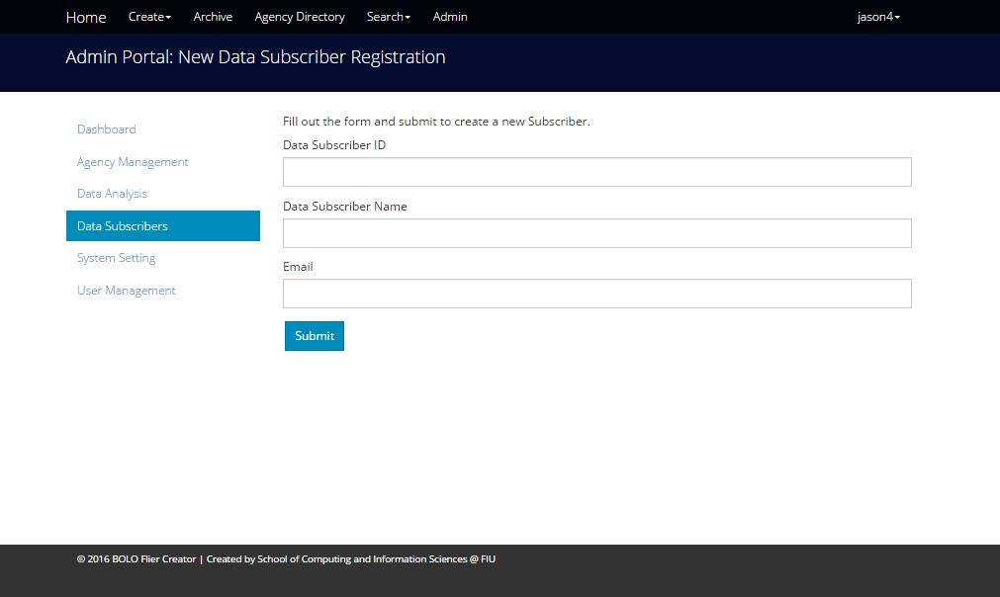 Home Create Archive Agency Directory Search Admin jason4
Admin Portal: New Data Subscriber Registration
Dashboard
Agency Management
Data Analysis
Data Subscribers
System Setting
User Management
Fill out the form and submit to create a new Subscriber.
Data Subscriber ID
Data Subscriber Name
Email
Submit
© 2016 BOLO Flier Creator | Created by School of Computing and Information Sciences @ FIU